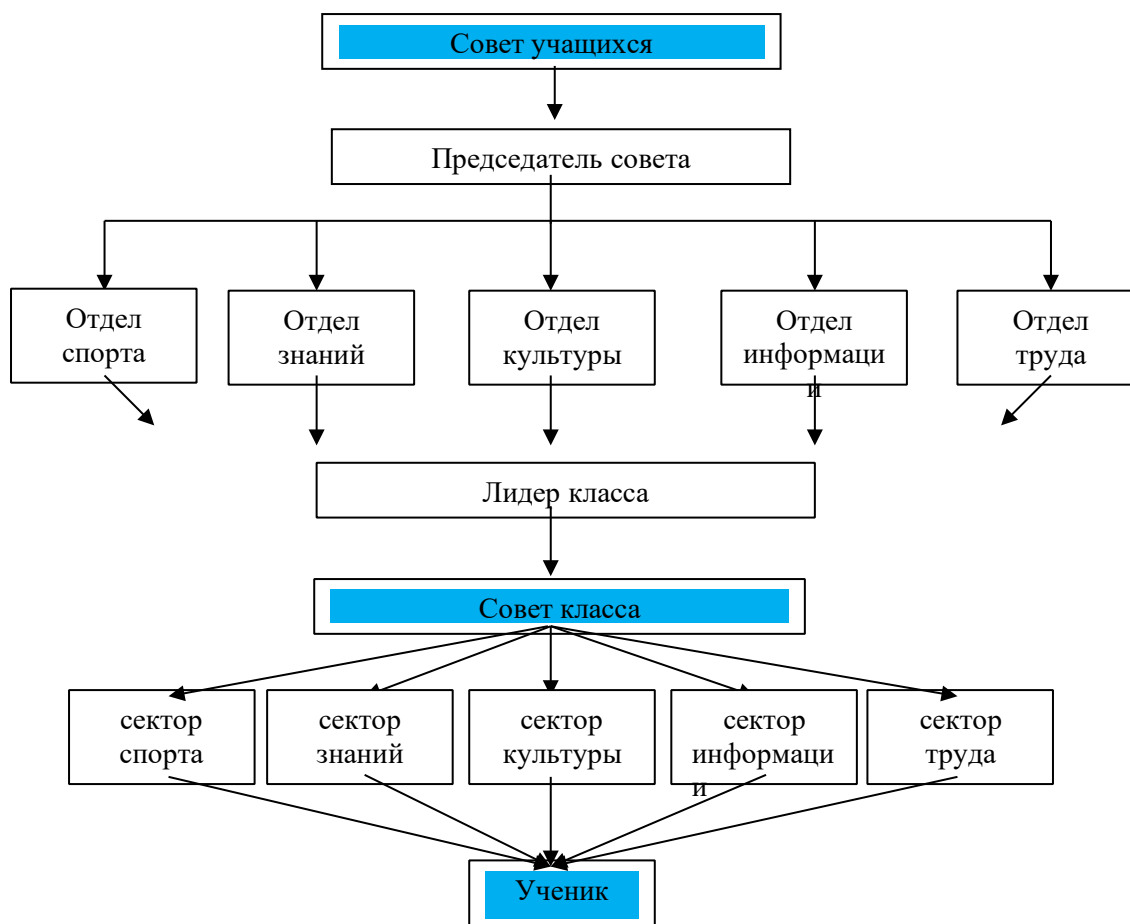 Совет учащихся
Председатель совета
Отдел
спорта
Отдел
знаний
Отдел
культуры
Отдел
информаци
и
Отдел
труда
Лидер класса
Совет класса
сектор
спорта
сектор
знаний
сектор
культуры
сектор
информаци
и
сектор
труда
Ученик